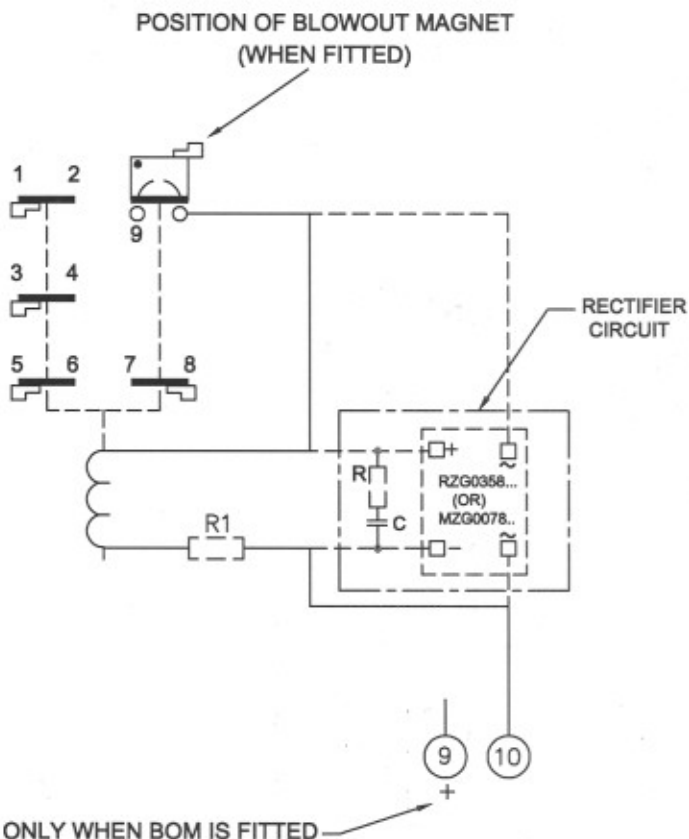 POSITION OF BLOWOUT MAGNET
(WHEN FITTED)
1 2
9
3 4
RECTIFIER
CIRCUIT
5 6 7 8
+ ~
R
RZG0358...
(OR)
MZG0078..
C
R1
- ~
9 10
+
ONLY WHEN BOM IS FITTED